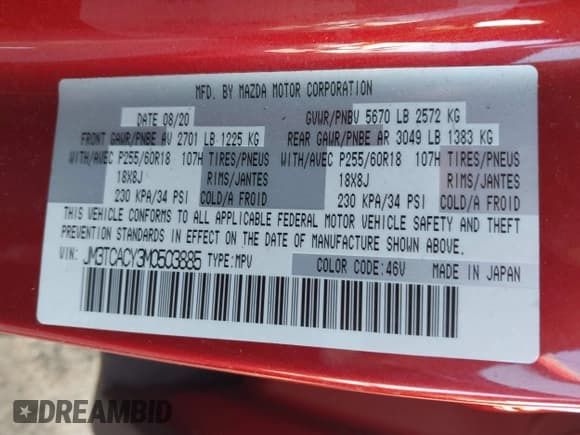 MFD. BY MAZDA MOTOR CORPORATION
DATE 08/20 GVWR/PNBV 5670 LB 2572 KG
FRONT GAWR/PNBE AV 2701 LB 1225 KG REAR GAWR/PNBE AR 3049 LB 1383 KG
WITH/AVEC P255/60R18 107H TIRES/PNEUS WITH/AVEC P255/60R18 107H TIRES/PNEUS
18X8J RIMS/JANTES 18X8J RIMS/JANTES
230 KPA/34 PSI COLD/A FROID 230 KPA/34 PSI COLD/A FROID
THIS VEHICLE CONFORMS TO ALL APPLICABLE FEDERAL MOTOR VEHICLE SAFETY AND THEFT
PREVENTION STANDARDS IN EFFECT ON THE DATE OF MANUFACTURE SHOWN ABOVE.
VIN: JM3TCACY3M0503885 TYPE:MPV COLOR CODE:46V MADE IN JAPAN
DREAMBID